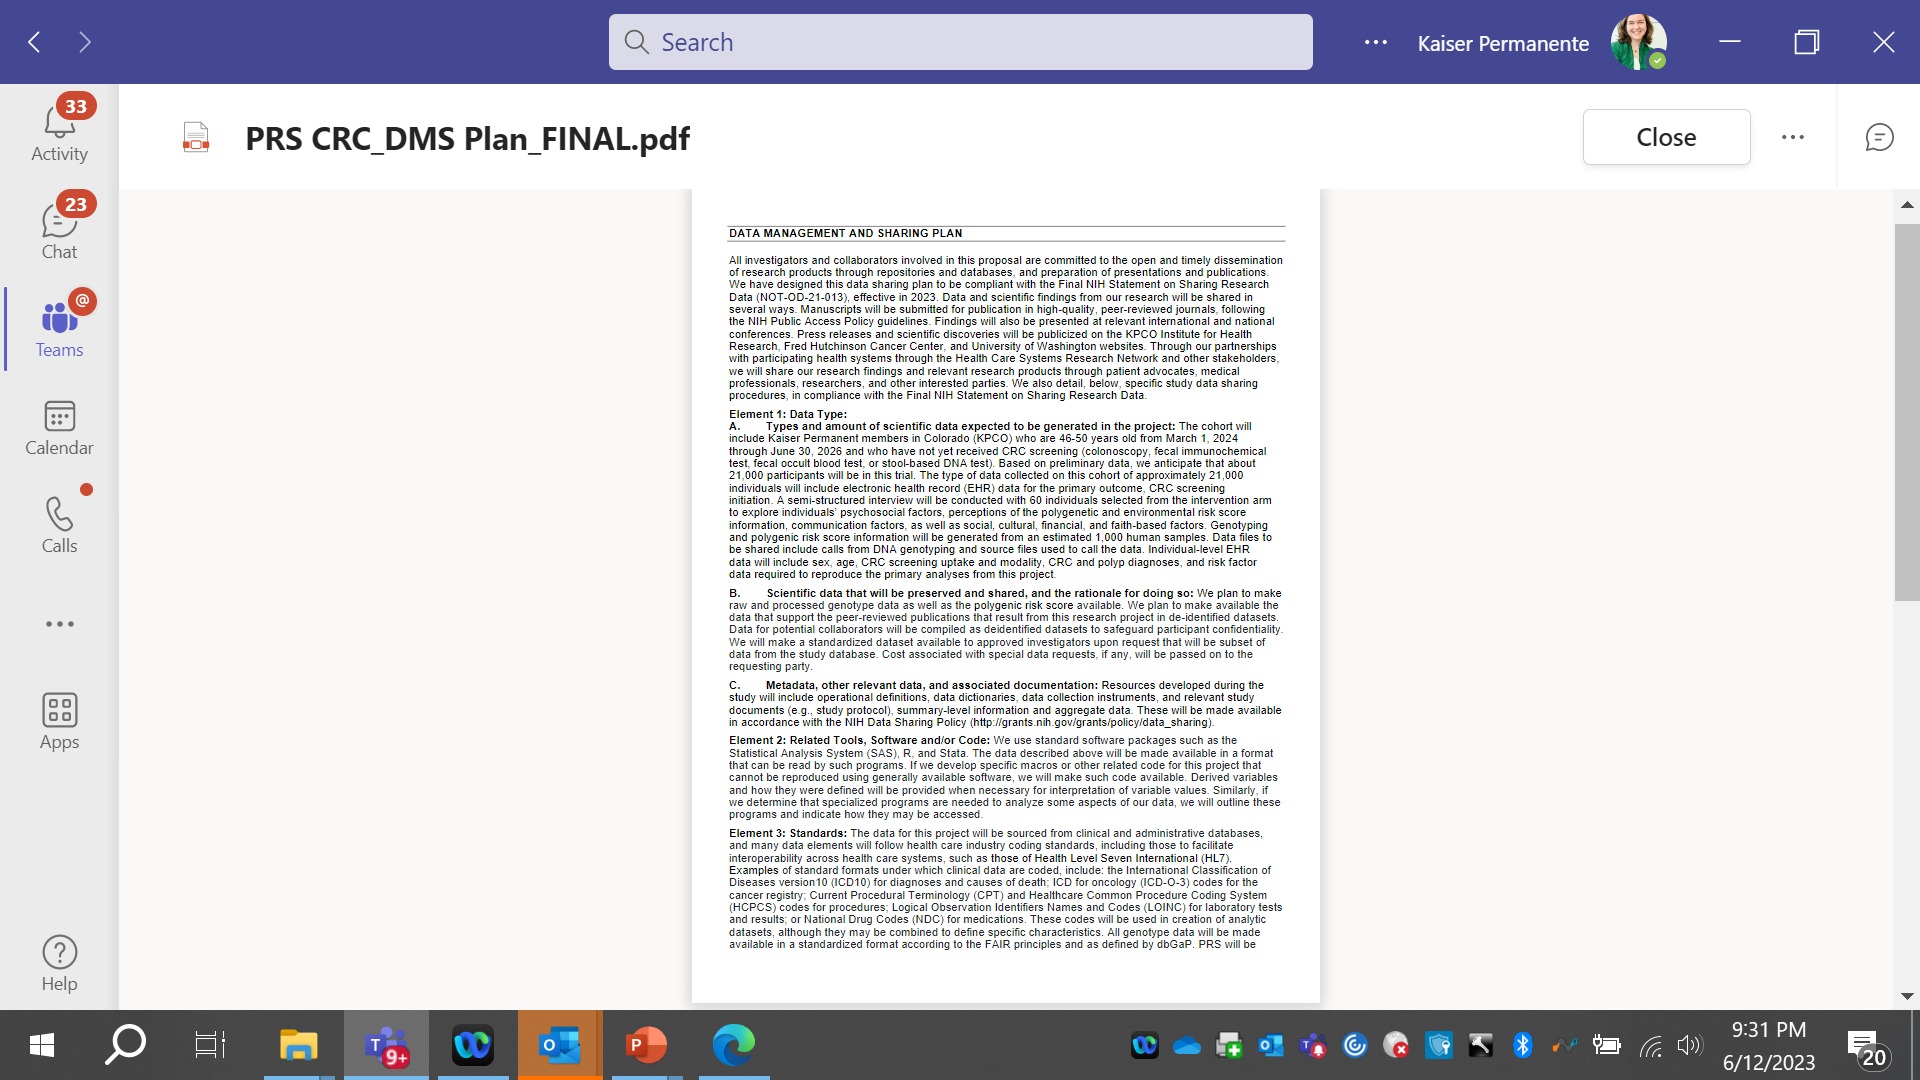 Search
Kaiser Permanente
33
Activity
23
Chat
@
Teams
Calendar
Calls
Apps
Help
PRS CRC_DMS Plan_FINAL.pdf
Close
DATA MANAGEMENT AND SHARING PLAN
All investigators and collaborators involved in this proposal are committed to the open and timely dissemination
of research products through repositories and databases, and preparation of presentations and publications.
We have designed this data sharing plan to be compliant with the Final NIH Statement on Sharing Research
Data (NOT-OD-21-013), effective in 2023. Data and scientific findings from our research will be shared in
several ways. Manuscripts will be submitted for publication in high-quality, peer-reviewed journals, following
the NIH Public Access Policy guidelines. Findings will also be presented at relevant international and national
conferences. Press releases and scientific discoveries will be publicized on the KPCO Institute for Health
Research, Fred Hutchinson Cancer Center, and University of Washington websites. Through our partnerships
with participating health systems through the Health Care Systems Research Network and other stakeholders,
we will share our research findings and relevant research products through patient advocates, medical
professionals, researchers, and other interested parties. We also detail, below, specific study data sharing
procedures, in compliance with the Final NIH Statement on Sharing Research Data.
Element 1: Data Type:
A. Types and amount of scientific data expected to be generated in the project: The cohort will
include Kaiser Permanent members in Colorado (KPCO) who are 46-50 years old from March 1, 2024
through June 30, 2026 and who have not yet received CRC screening (colonoscopy, fecal immunochemical
test, fecal occult blood test, or stool-based DNA test). Based on preliminary data, we anticipate that about
21,000 participants will be in this trial. The type of data collected on this cohort of approximately 21,000
individuals will include electronic health record (EHR) data for the primary outcome, CRC screening
initiation. A semi-structured interview will be conducted with 60 individuals selected from the intervention arm
to explore individuals' psychosocial factors, perceptions of the polygenetic and environmental risk score
information, communication factors, as well as social, cultural, financial, and faith-based factors. Genotyping
and polygenic risk score information will be generated from an estimated 1,000 human samples. Data files to
be shared include calls from DNA genotyping and source files used to call the data. Individual-level EHR
data will include sex, age, CRC screening uptake and modality, CRC and polyp diagnoses, and risk factor
data required to reproduce the primary analyses from this project.
B. Scientific data that will be preserved and shared, and the rationale for doing so: We plan to make
raw and processed genotype data as well as the polygenic risk score available. We plan to make available the
data that support the peer-reviewed publications that result from this research project in de-identified datasets.
Data for potential collaborators will be compiled as deidentified datasets to safeguard participant confidentiality.
We will make a standardized dataset available to approved investigators upon request that will be subset of
data from the study database. Cost associated with special data requests, if any, will be passed on to the
requesting party.
C. Metadata, other relevant data, and associated documentation: Resources developed during the
study will include operational definitions, data dictionaries, data collection instruments, and relevant study
documents (e.g., study protocol), summary-level information and aggregate data. These will be made available
in accordance with the NIH Data Sharing Policy (http://grants.nih.gov/grants/policy/data_sharing).
Element 2: Related Tools, Software and/or Code: We use standard software packages such as the
Statistical Analysis System (SAS), R, and Stata. The data described above will be made available in a format
that can be read by such programs. If we develop specific macros or other related code for this project that
cannot be reproduced using generally available software, we will make such code available. Derived variables
and how they were defined will be provided when necessary for interpretation of variable values. Similarly, if
we determine that specialized programs are needed to analyze some aspects of our data, we will outline these
programs and indicate how they may be accessed.
Element 3: Standards: The data for this project will be sourced from clinical and administrative databases,
and many data elements will follow health care industry coding standards, including those to facilitate
interoperability across health care systems, such as those of Health Level Seven International (HL7).
Examples of standard formats under which clinical data are coded, include: the International Classification of
Diseases version10 (ICD10) for diagnoses and causes of death; ICD for oncology (ICD-O-3) codes for the
cancer registry; Current Procedural Terminology (CPT) and Healthcare Common Procedure Coding System
(HCPCS) codes for procedures; Logical Observation Identifiers Names and Codes (LOINC) for laboratory tests
and results; or National Drug Codes (NDC) for medications. These codes will be used in creation of analytic
datasets, although they may be combined to define specific characteristics. All genotype data will be made
available in a standardized format according to the FAIR principles and as defined by dbGaP. PRS will be
9+
9:31 PM
6/12/2023
20